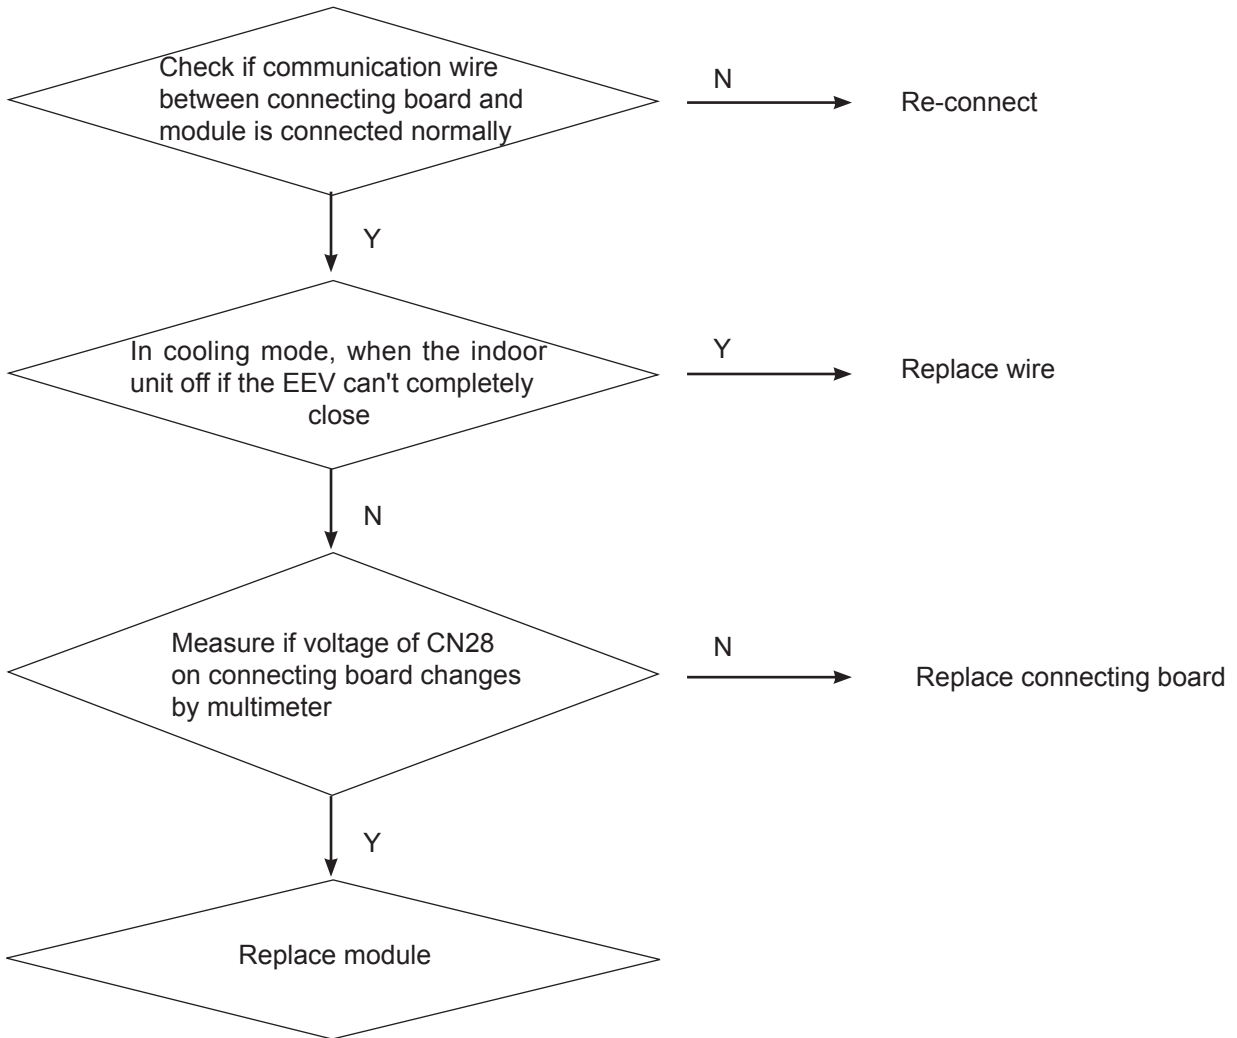 Check if communication wire
between connecting board and
module is connected normally
N
Re-connect
Y
In cooling mode, when the indoor
unit off if the EEV can't completely
close
Y
Replace wire
N
Measure if voltage of CN28
on connecting board changes
by multimeter
N
Replace connecting board
Y
Replace module